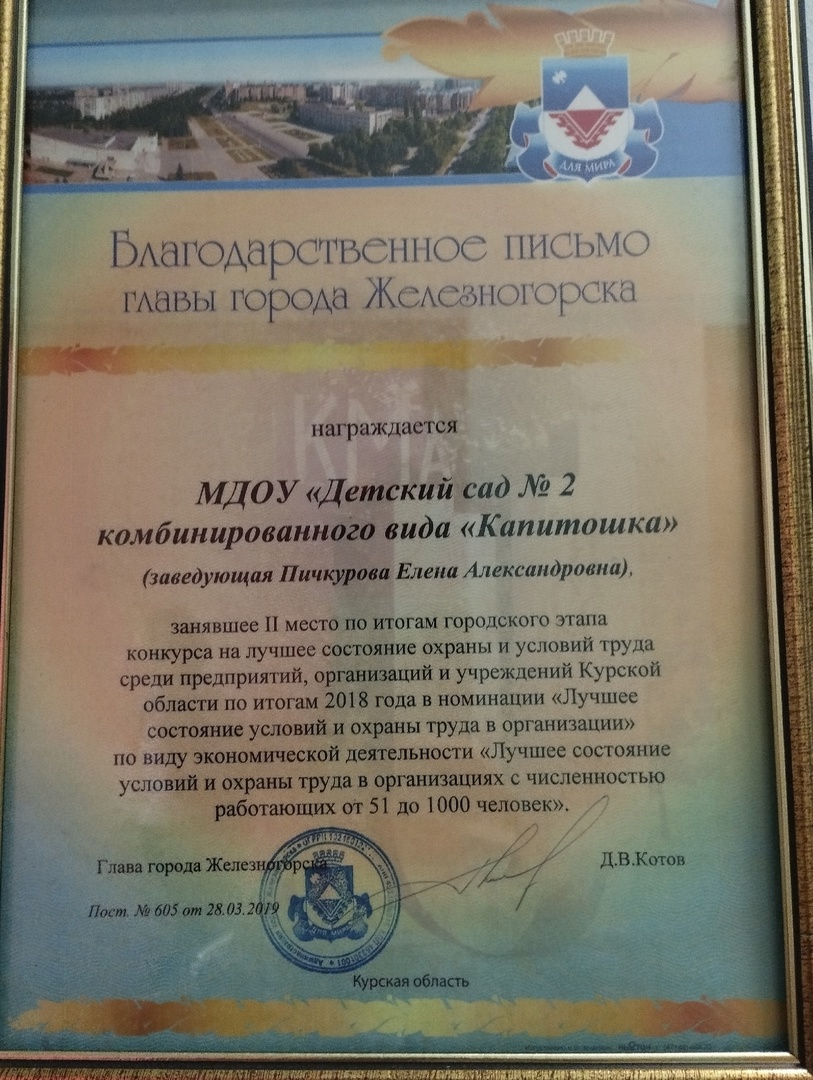 ДЛЯ МИРА
Благодарственное письмо
главы города Железногорска
КМА
награждается
МДОУ «Детский сад № 2
комбинированного вида «Капитошка»
(заведующая Пичкурова Елена Александровна),
занявшее II место по итогам городского этапа
конкурса на лучшее состояние охраны и условий труда
среди предприятий, организаций и учреждений Курской
области по итогам 2018 года в номинации «Лучшее
состояние условий и охраны труда в организации»
по виду экономической деятельности «Лучшее состояние
условий и охраны труда в организациях с численностью
работающих от 51 до 1000 человек».
Глава города Железногорска
Д.В.Котов
Пост. № 605 от 28.03.2019
ДЛЯ МИРА
Курская область